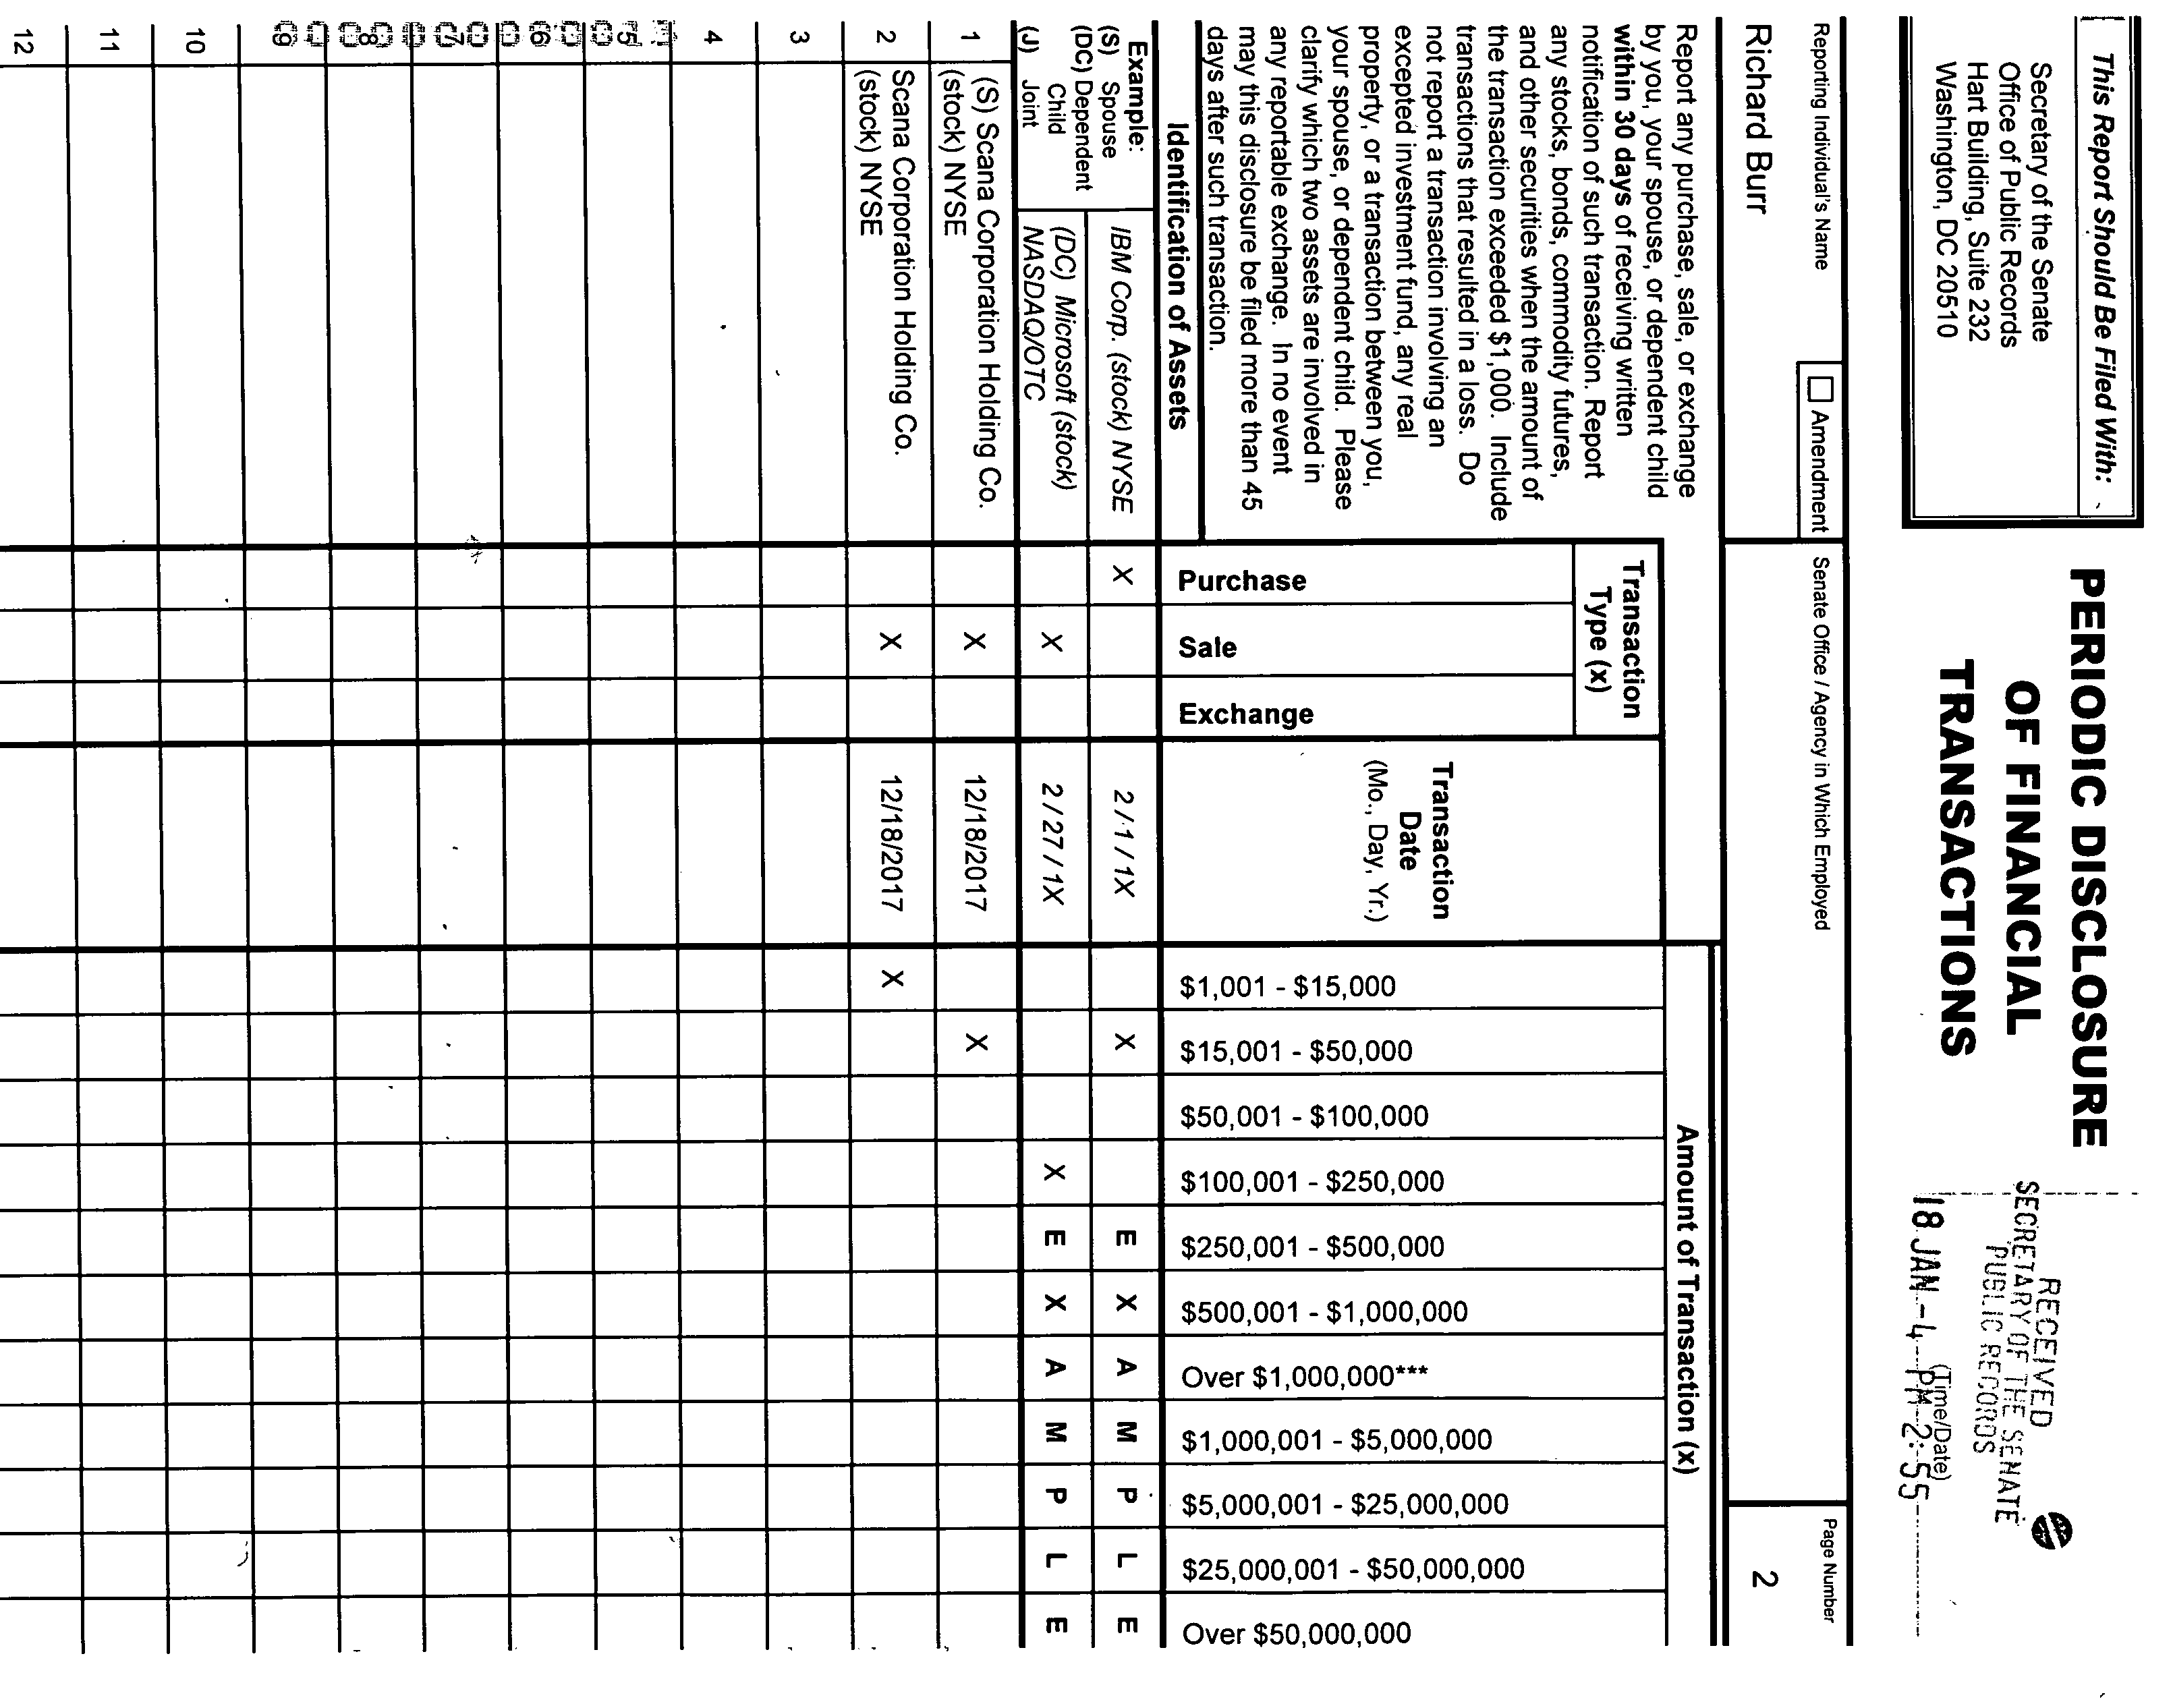 This Report Should Be Filed With:
Secretary of the Senate
Office of Public Records
Hart Building, Suite 232
Washington, DC 20510
PERIODIC DISCLOSURE
OF FINANCIAL
TRANSACTIONS
RECEIVED
SECRETARY OF THE SENATE
PUBLIC RECORDS
(Time/Date)
18 JAN -4 PM 2:55
Reporting Individual's Name
Amendment
Senate Office / Agency in Which Employed
Page Number
Richard Burr
2
Report any purchase, sale, or exchange
by you, your spouse, or dependent child
within 30 days of receiving written
notification of such transaction. Report
any stocks, bonds, commodity futures,
and other securities when the amount of
the transaction exceeded $1,000. Include
transactions that resulted in a loss. Do
not report a transaction involving an
excepted investment fund, any real
property, or a transaction between you,
your spouse, or dependent child. Please
clarify which two assets are involved in
any reportable exchange. In no event
may this disclosure be filed more than 45
days after such transaction.
Identification of Assets
Transaction
Type (x)
Purchase
Sale
Exchange
Transaction
Date
(Mo., Day, Yr.)
Amount of Transaction (x)
$1,001 - $15,000
$15,001 - $50,000
$50,001 - $100,000
$100,001 - $250,000
$250,001 - $500,000
$500,001 - $1,000,000
Over $1,000,000***
$1,000,001 - $5,000,000
$5,000,001 - $25,000,000
$25,000,001 - $50,000,000
Over $50,000,000
Example:
(S) Spouse
(DC) Dependent
Child
(J) Joint
IBM Corp. (stock) NYSE X 2 / 1 / 1X X E X A M P L E
(DC) Microsoft (stock)
NASDAQ/OTC X 2 / 27 / 1X X E X A M P L E
1 (S) Scana Corporation Holding Co.
(stock) NYSE X 12/18/2017 X
2 Scana Corporation Holding Co.
(stock) NYSE X 12/18/2017 X
3
4
5
6
7
8
9
10
11
12